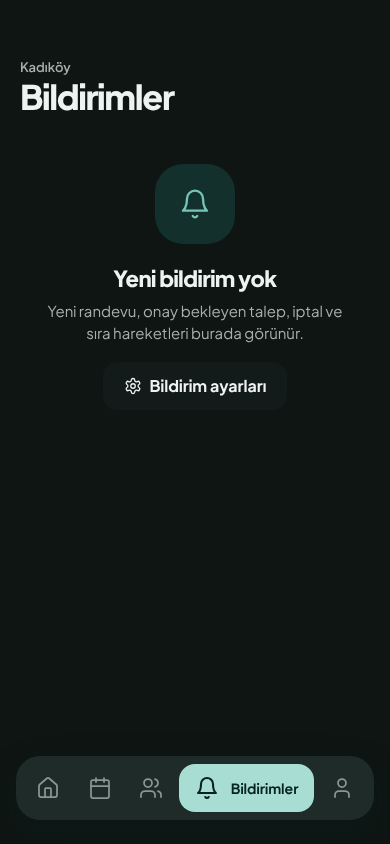 Kadıköy
Bildirimler
Yeni bildirim yok
Yeni randevu, onay bekleyen talep, iptal ve
sıra hareketleri burada görünür.
Bildirim ayarları
Bildirimler